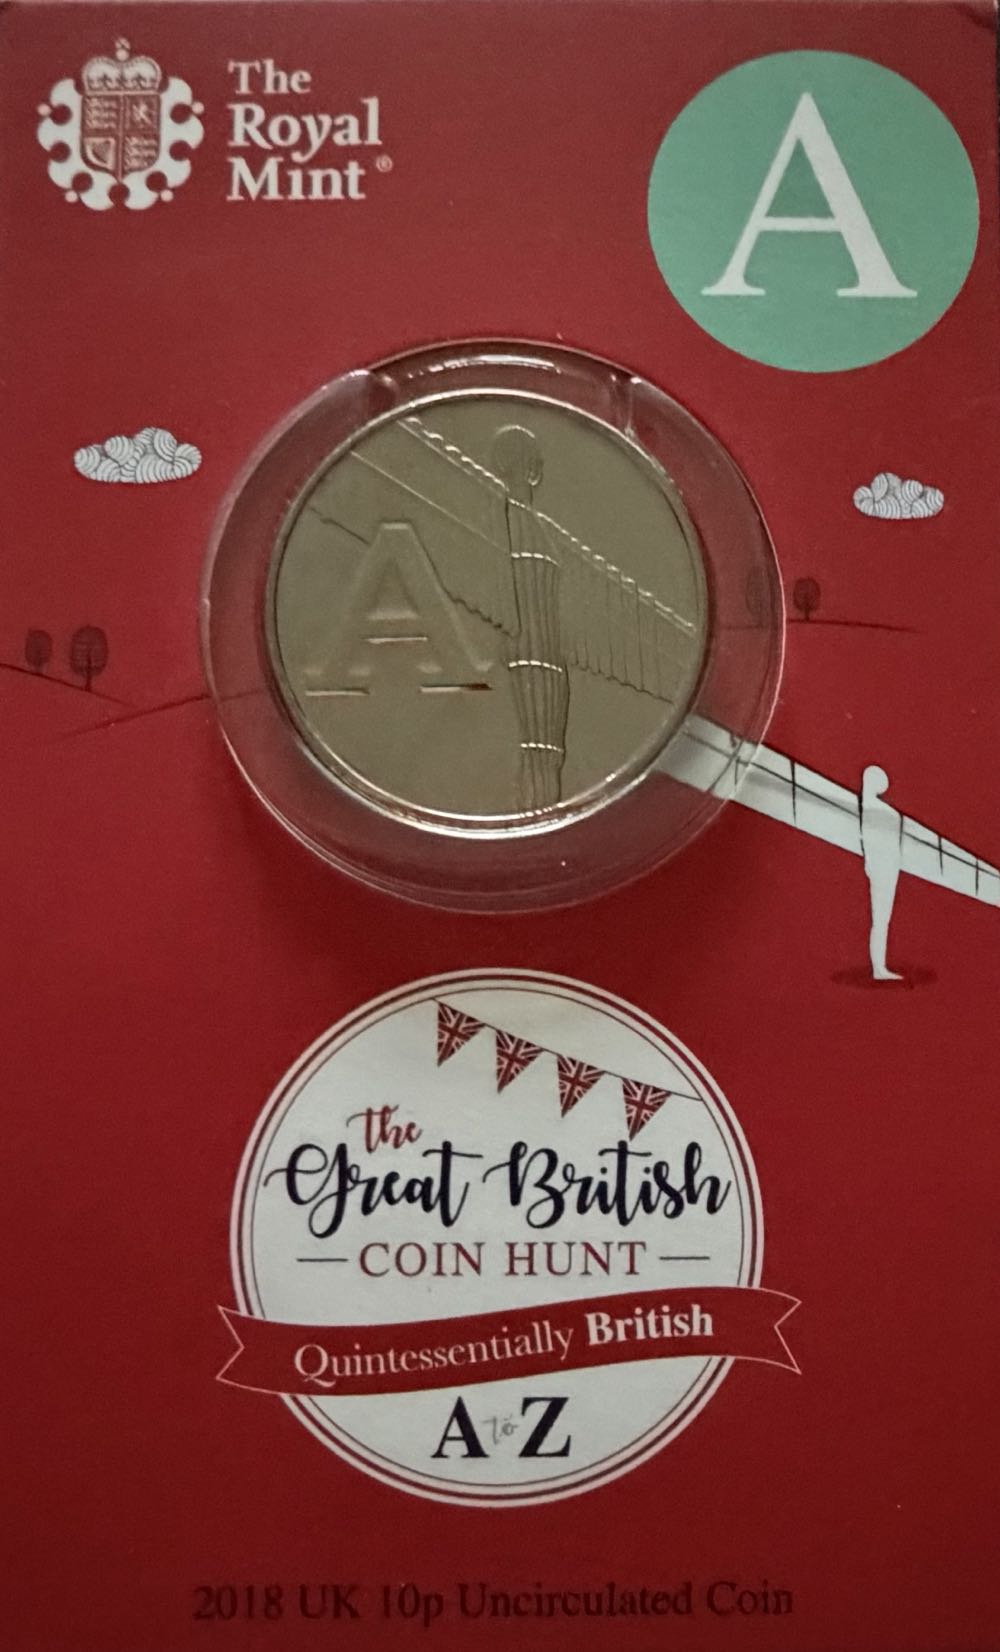 The
Royal
Mint®
A
A
the
Great British
COIN HUNT
Quintessentially British
A to Z
2018 UK 10p Uncirculated Coin